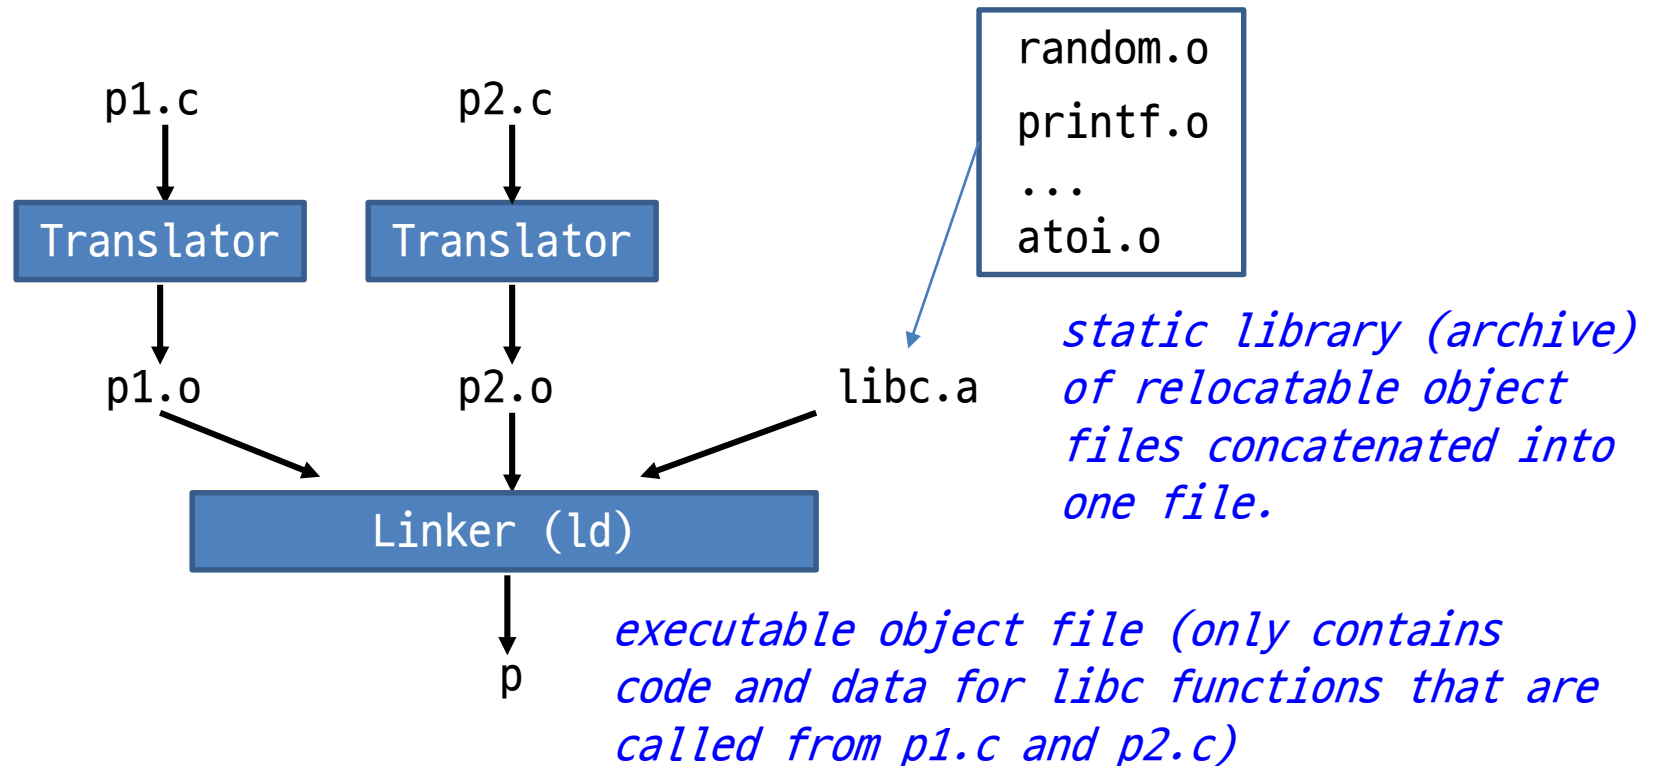 random.o
printf.o
...
atoi.o
p1.c
p2.c
Translator
Translator
p1.o
p2.o
libc.a
static library (archive)
of relocatable object
files concatenated into
one file.
Linker (ld)
p
executable object file (only contains
code and data for libc functions that are
called from p1.c and p2.c)